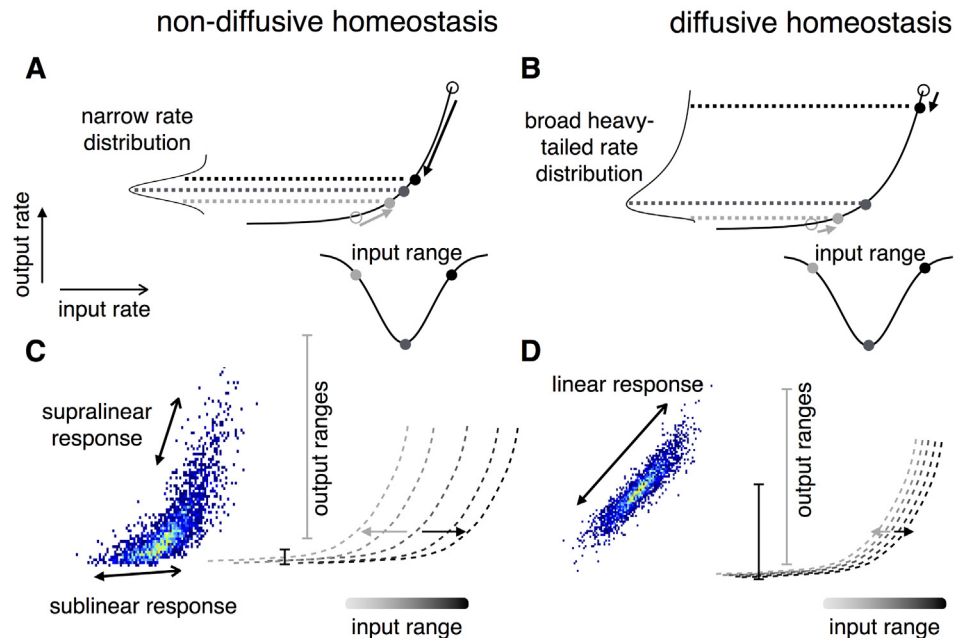 non-diffusive homeostasis
diffusive homeostasis
A
narrow rate
distribution
output rate
input rate
input range
B
broad heavy-
tailed rate
distribution
input range
C
supralinear
response
sublinear response
output ranges
input range
D
linear response
output ranges
input range